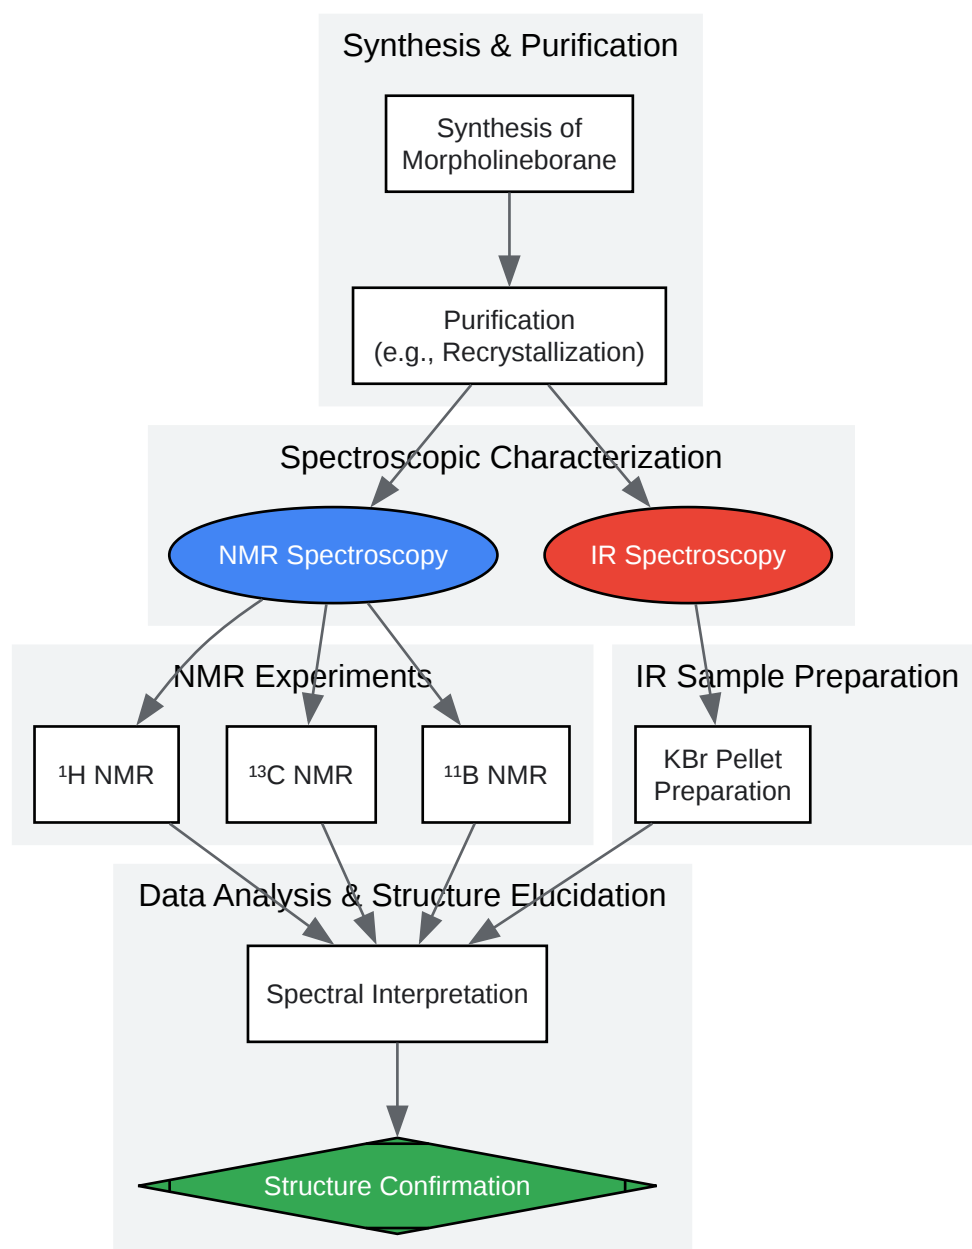 Synthesis & Purification
Synthesis of
Morpholineborane
Purification
(e.g., Recrystallization)
Spectroscopic Characterization
NMR Spectroscopy
IR Spectroscopy
NMR Experiments
IR Sample Preparation
¹H NMR
¹³C NMR
¹¹B NMR
KBr Pellet
Preparation
Data Analysis & Structure Elucidation
Spectral Interpretation
Structure Confirmation